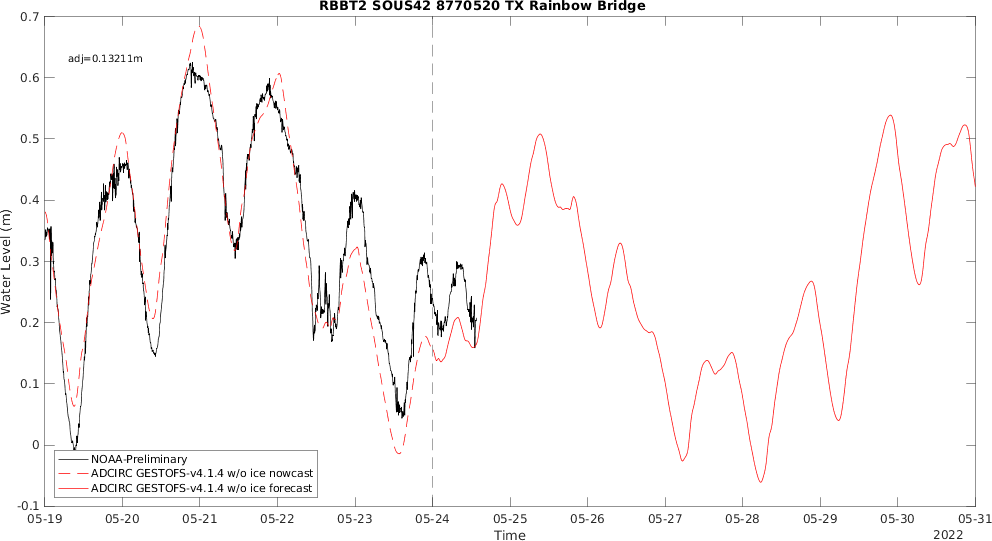 RBBT2 SOUS42 8770520 TX Rainbow Bridge
adj=0.13211m
Water Level (m)
0.7
0.6
0.5
0.4
0.3
0.2
0.1
0
-0.1
NOAA-Preliminary
ADCIRC GESTOFS-v4.1.4 w/o ice nowcast
ADCIRC GESTOFS-v4.1.4 w/o ice forecast
05-19 05-20 05-21 05-22 05-23 05-24 05-25 05-26 05-27 05-28 05-29 05-30 05-31
Time
2022